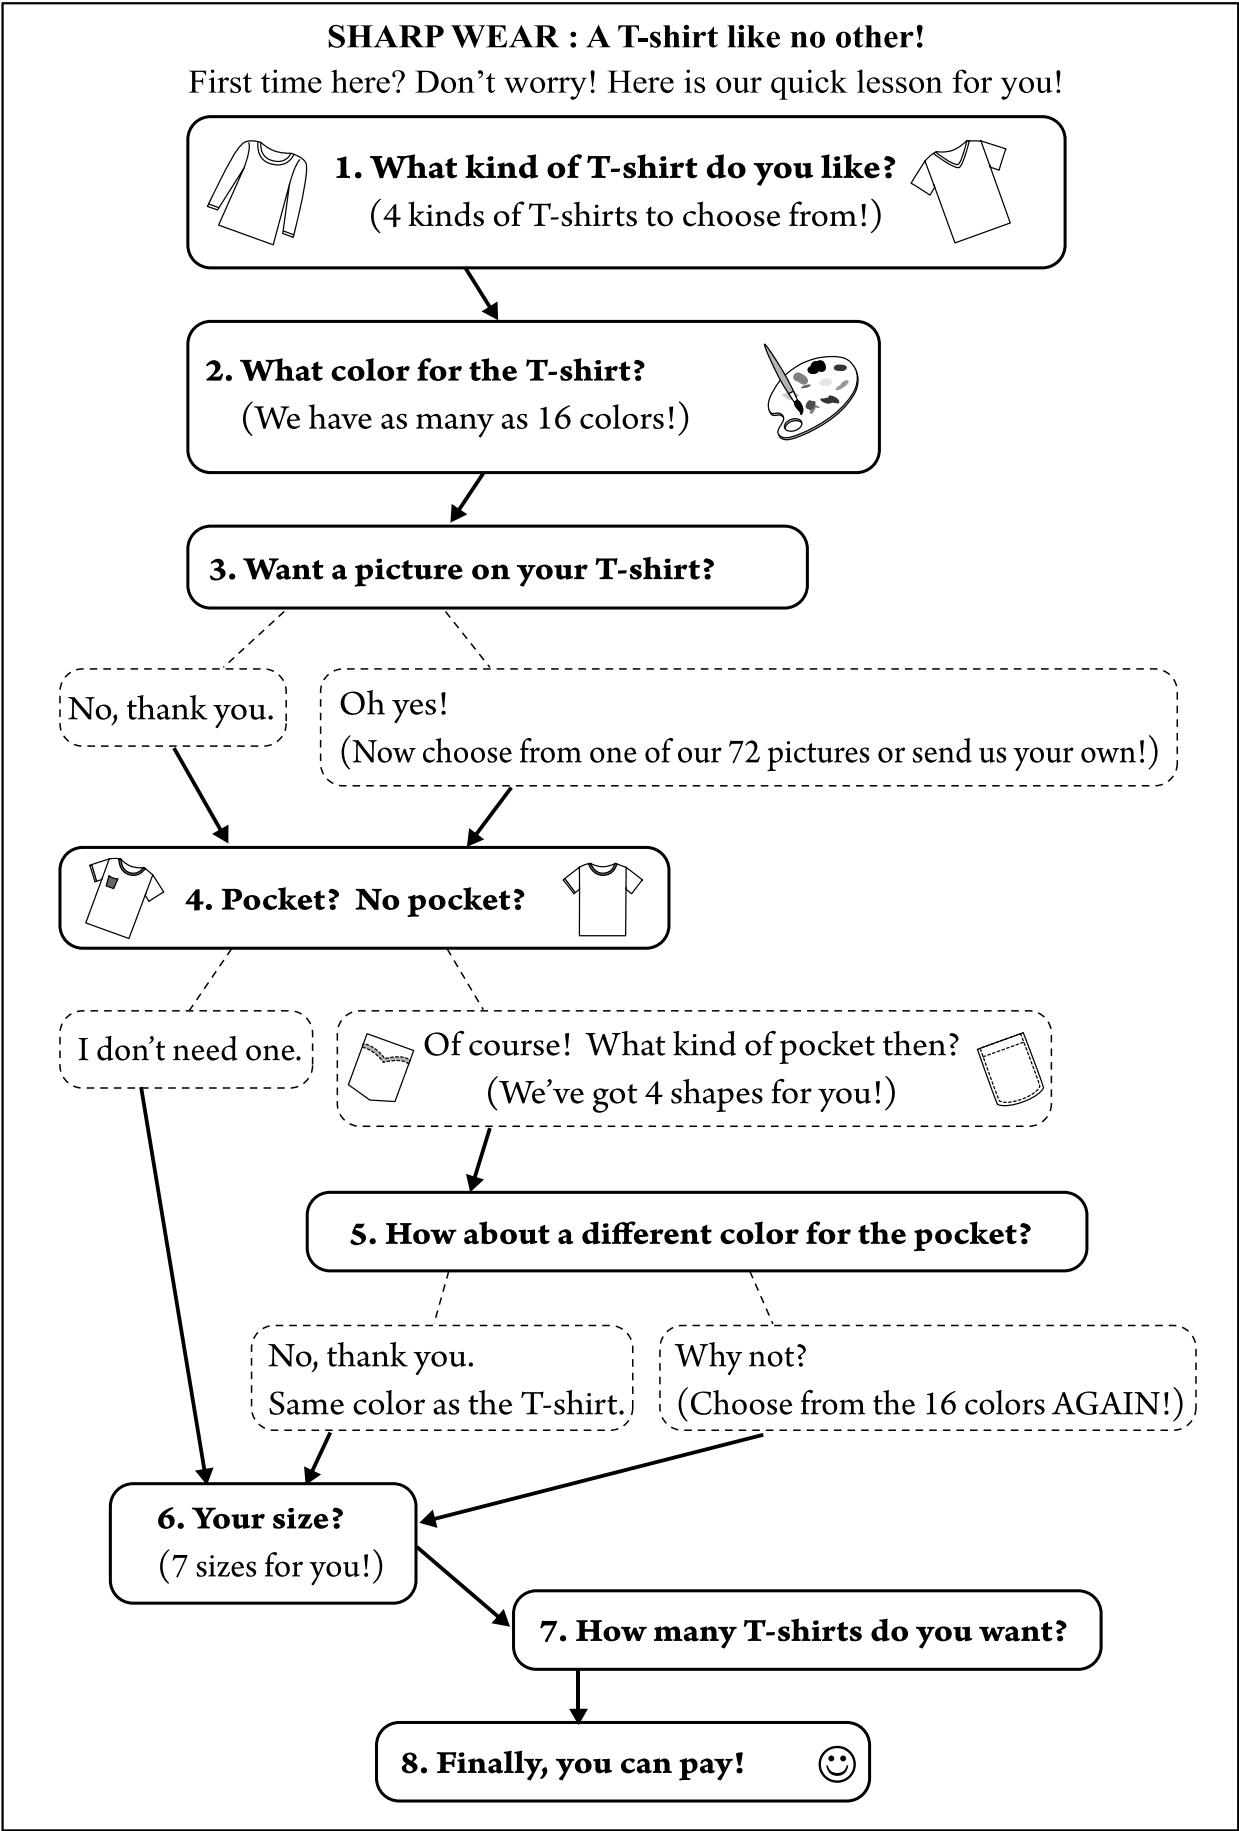 SHARP WEAR : A T-shirt like no other!
First time here? Don't worry! Here is our quick lesson for you!
1. What kind of T-shirt do you like?
(4 kinds of T-shirts to choose from!)
2. What color for the T-shirt?
(We have as many as 16 colors!)
3. Want a picture on your T-shirt?
No, thank you.
Oh yes!
(Now choose from one of our 72 pictures or send us your own!)
4. Pocket? No pocket?
I don't need one.
Of course! What kind of pocket then?
(We've got 4 shapes for you!)
5. How about a different color for the pocket?
No, thank you.
Same color as the T-shirt.
Why not?
(Choose from the 16 colors AGAIN!)
6. Your size?
(7 sizes for you!)
7. How many T-shirts do you want?
8. Finally, you can pay!